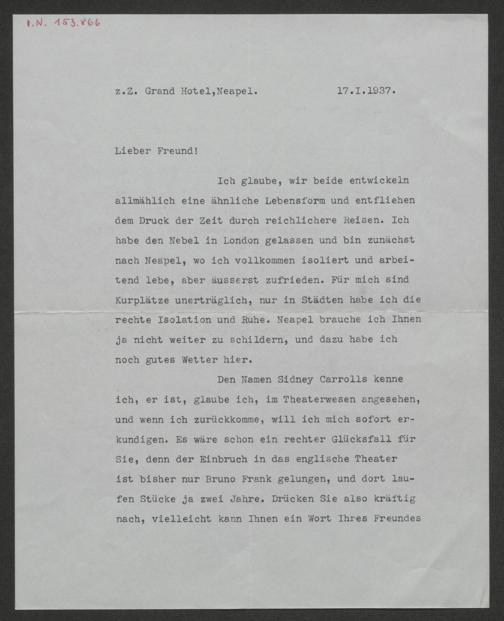 I.N. 153.866
z.Z. Grand Hotel,Neapel. 17.I.1937.
Lieber Freund!
Ich glaube, wir beide entwickeln
allmählich eine ähnliche Lebensform und entfliehen
dem Druck der Zeit durch reichlichere Reisen. Ich
habe den Nebel in London gelassen und bin zunächst
nach Neapel, wo ich vollkommen isoliert und arbei-
tend lebe, aber äusserst zufrieden. Für mich sind
Kurplätze unerträglich, nur in Städten habe ich die
rechte Isolation und Ruhe. Neapel brauche ich Ihnen
ja nicht weiter zu schildern, und dazu habe ich
noch gutes Wetter hier.
Den Namen Sidney Carrolls kenne
ich, er ist, glaube ich, im Theaterwesen angesehen,
und wenn ich zurückkomme, will ich mich sofort er-
kundigen. Es wäre schon ein rechter Glücksfall für
Sie, denn der Einbruch in das englische Theater
ist bisher nur Bruno Frank gelungen, und dort lau-
fen Stücke ja zwei Jahre. Drücken Sie also kräftig
nach, vielleicht kann Ihnen ein Wort Ihres Freundes